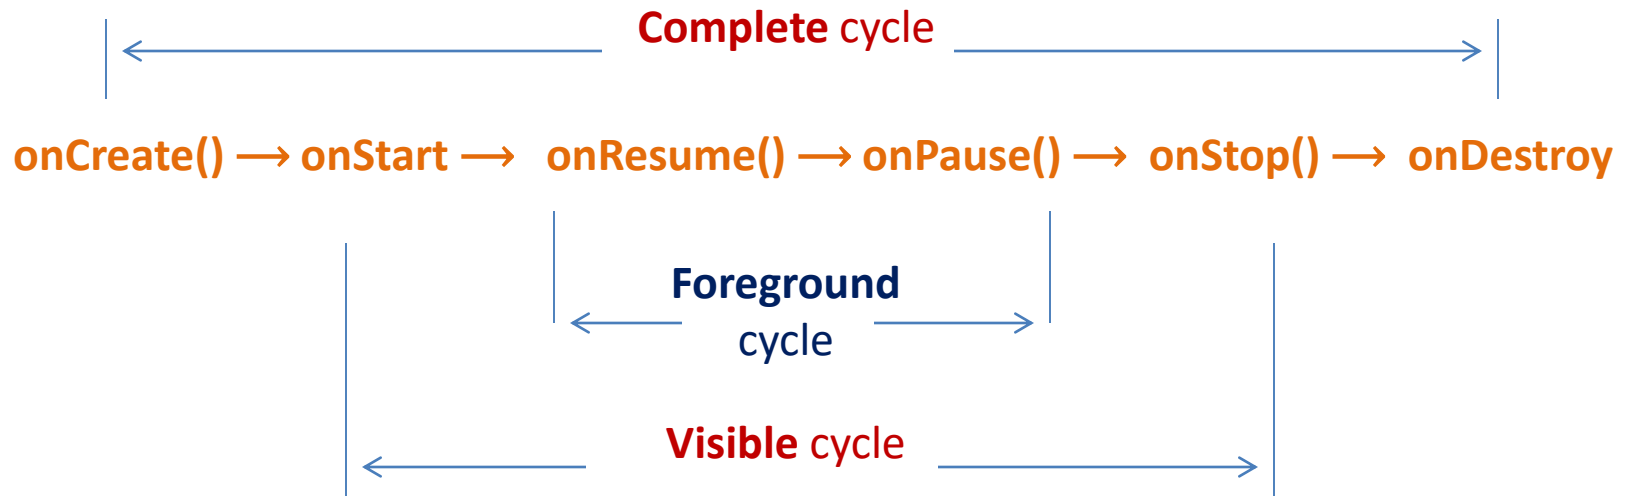 Complete cycle
onCreate() → onStart → onResume() → onPause() → onStop() → onDestroy
Foreground
cycle
Visible cycle